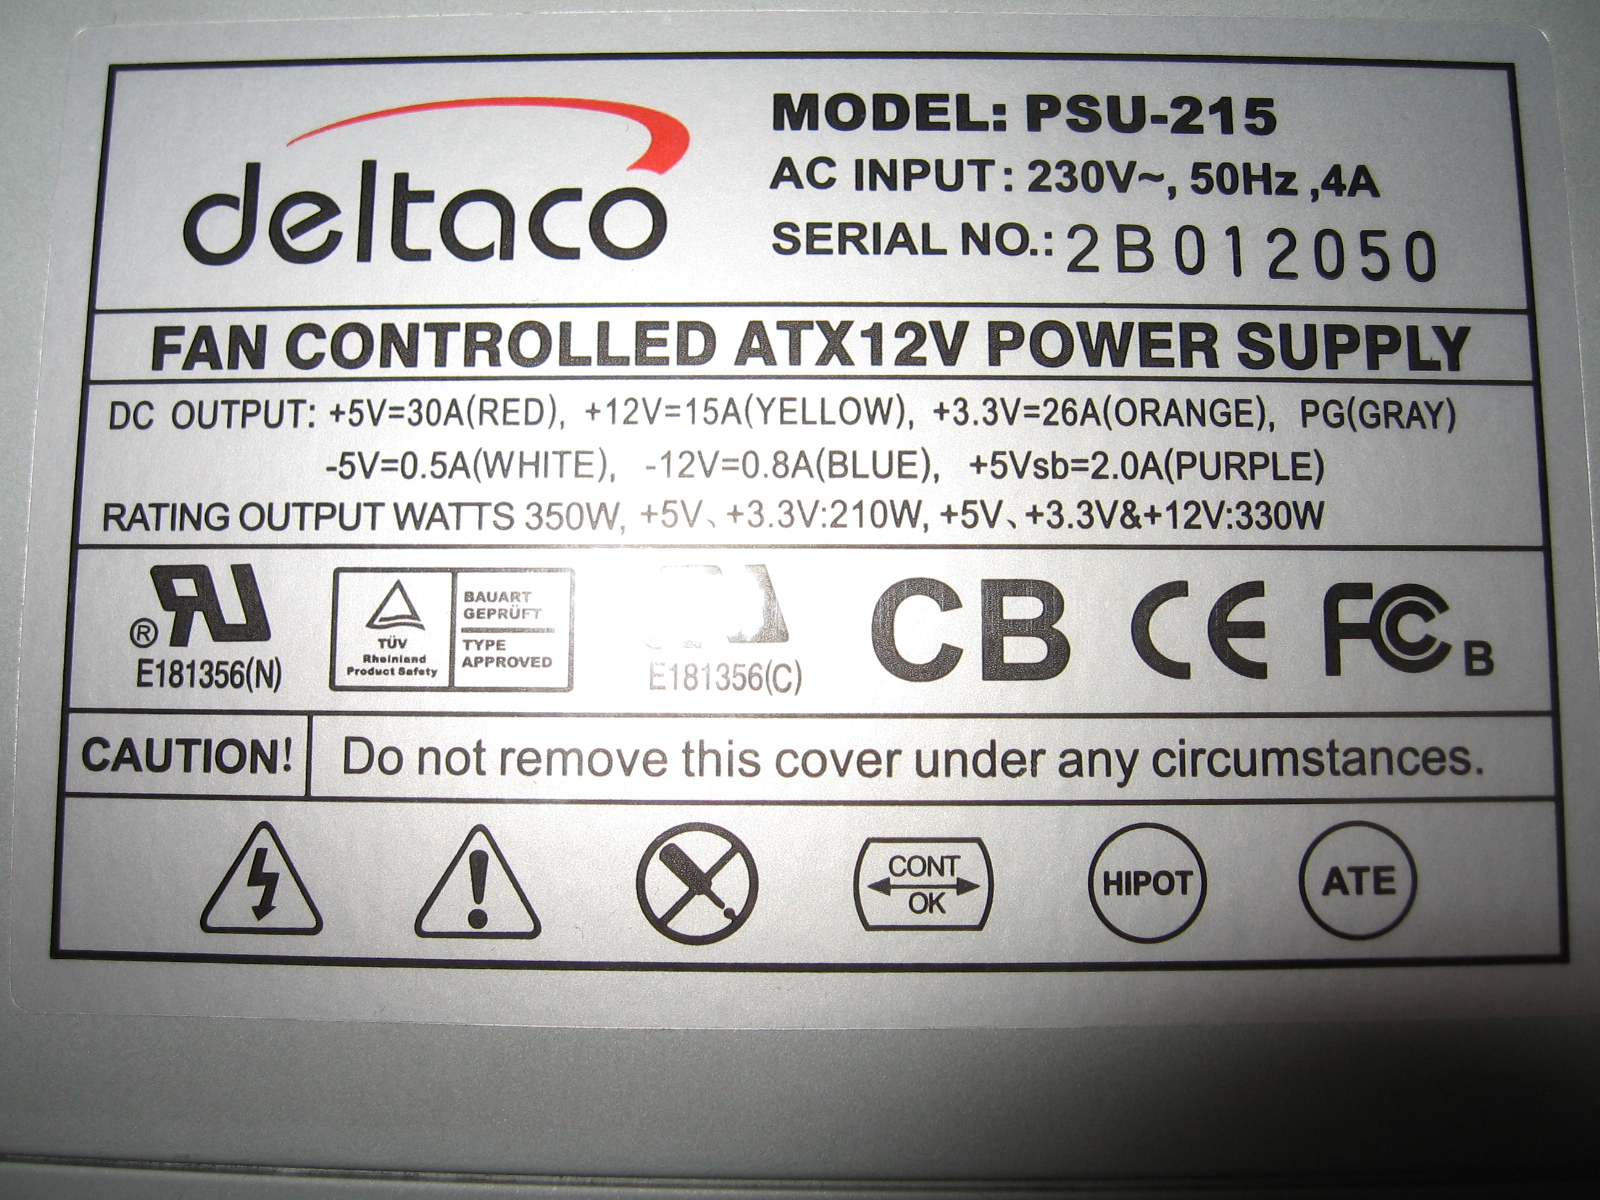 deltaco
MODEL: PSU-215
AC INPUT: 230V~, 50Hz ,4A
SERIAL NO.: 2B012050
FAN CONTROLLED ATX12V POWER SUPPLY
DC OUTPUT: +5V=30A(RED), +12V=15A(YELLOW), +3.3V=26A(ORANGE), PG(GRAY)
-5V=0.5A(WHITE), -12V=0.8A(BLUE), +5Vsb=2.0A(PURPLE)
RATING OUTPUT WATTS 350W, +5V、+3.3V:210W, +5V、+3.3V&+12V:330W
®
E181356(N)
TÜV
Rheinland
Product Safety
BAUART
GEPRÜFT
TYPE
APPROVED
E181356(C)
CB
CE
FC
B
CAUTION! Do not remove this cover under any circumstances.
CONT
OK
HIPOT
ATE